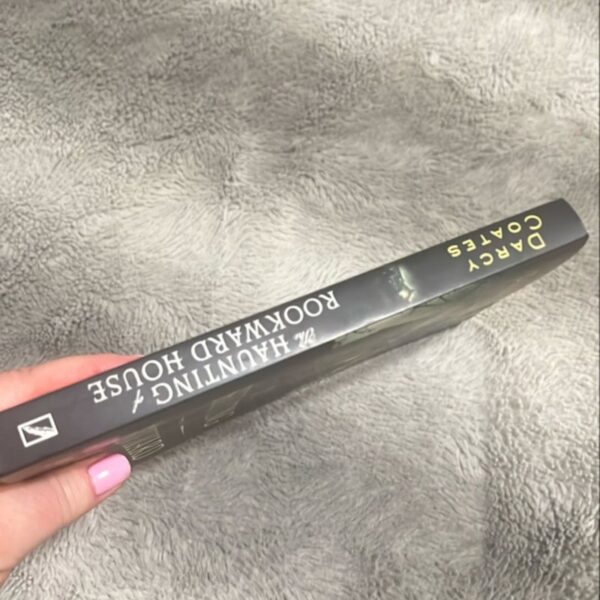 DARCY
COATES
The HAUNTING of
ROOKWARD HOUSE